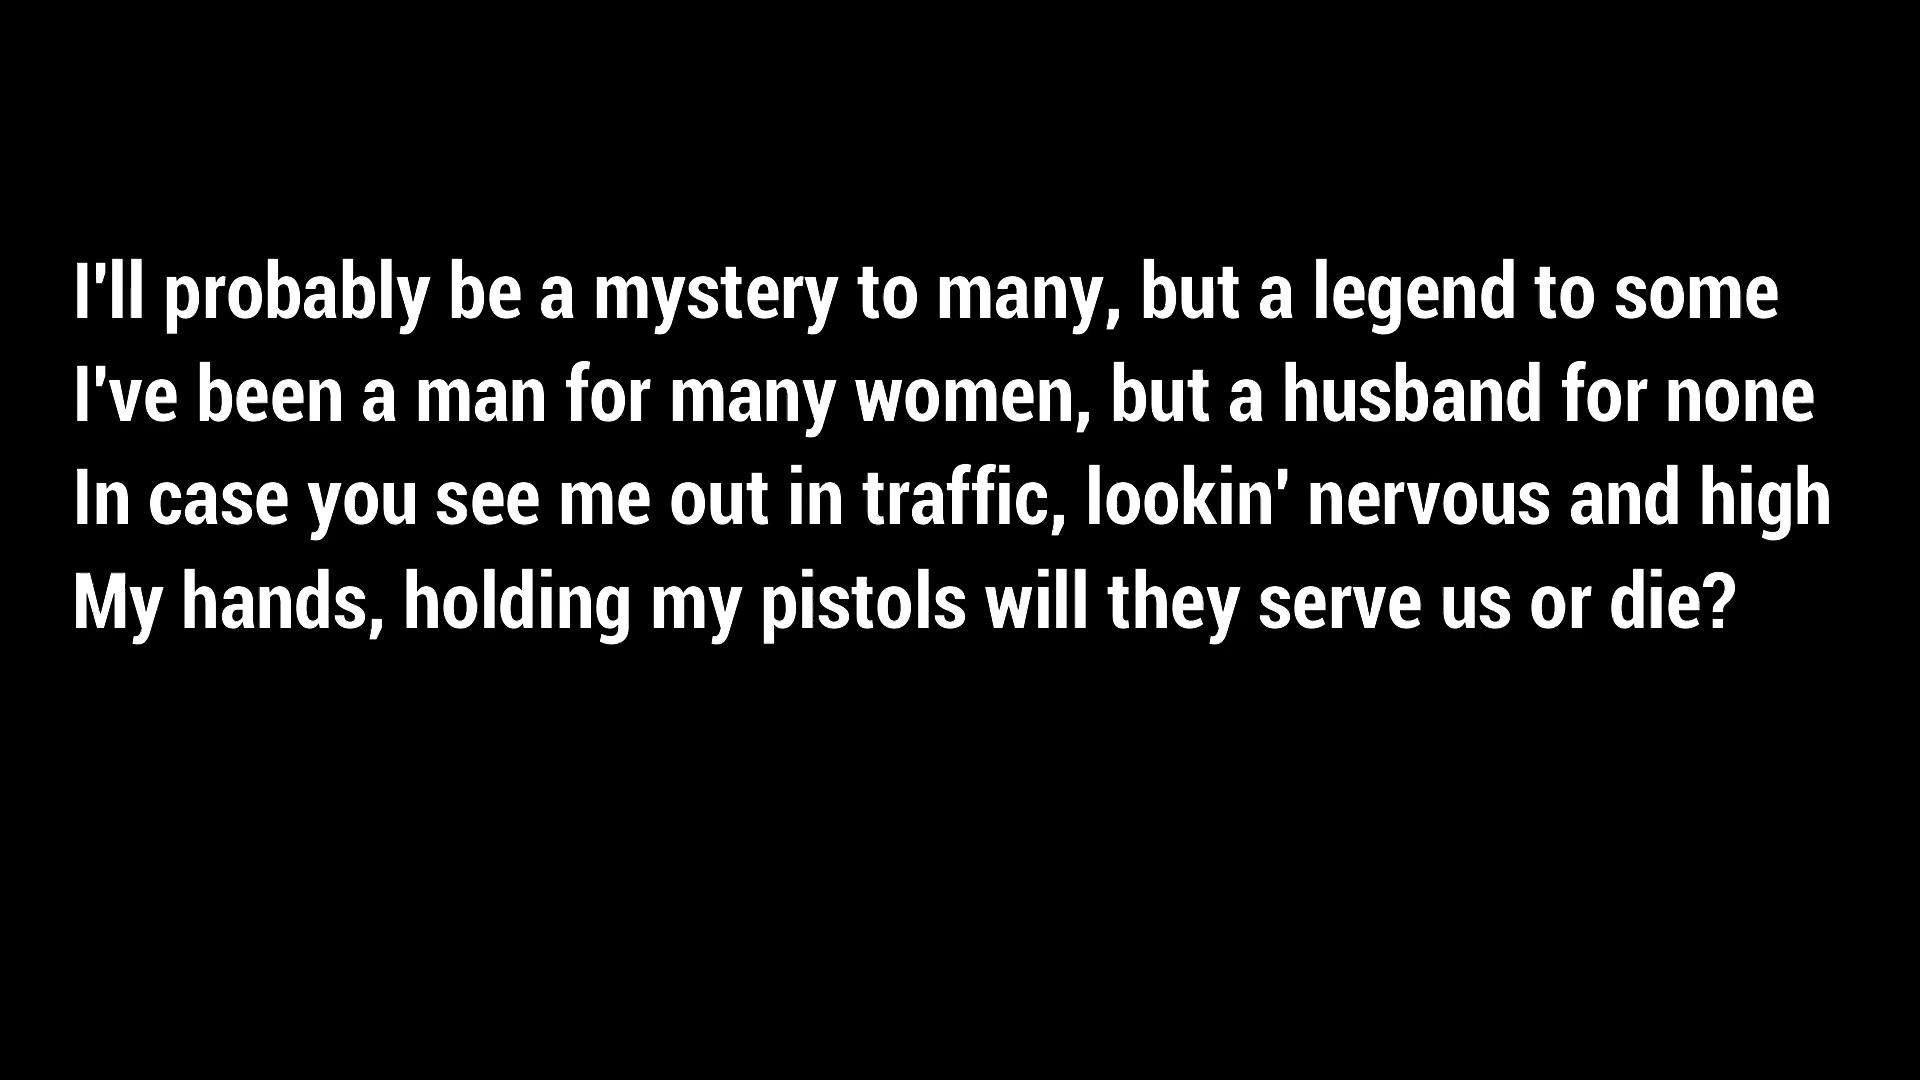 I'll probably be a mystery to many, but a legend to some
I've been a man for many women, but a husband for none
In case you see me out in traffic, lookin' nervous and high
My hands, holding my pistols will they serve us or die?